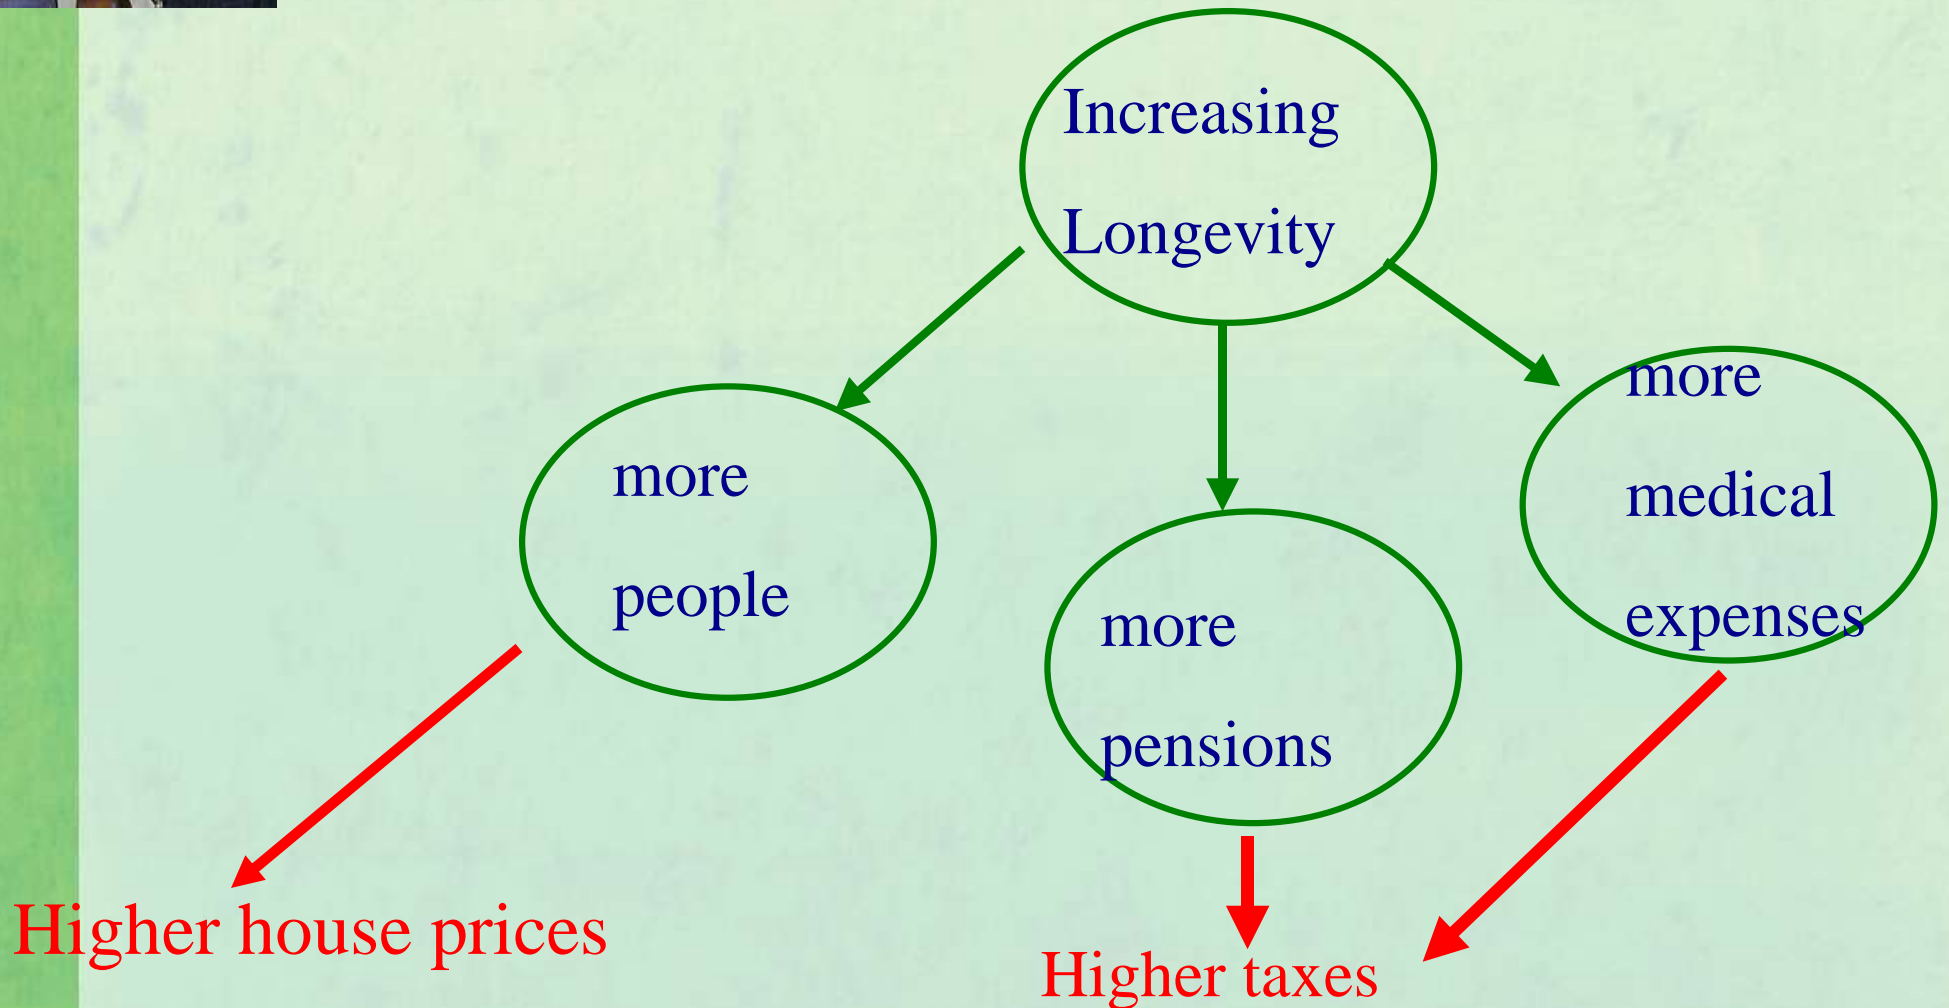 Increasing
Longevity
more
people
more
pensions
more
medical
expenses
Higher house prices
Higher taxes